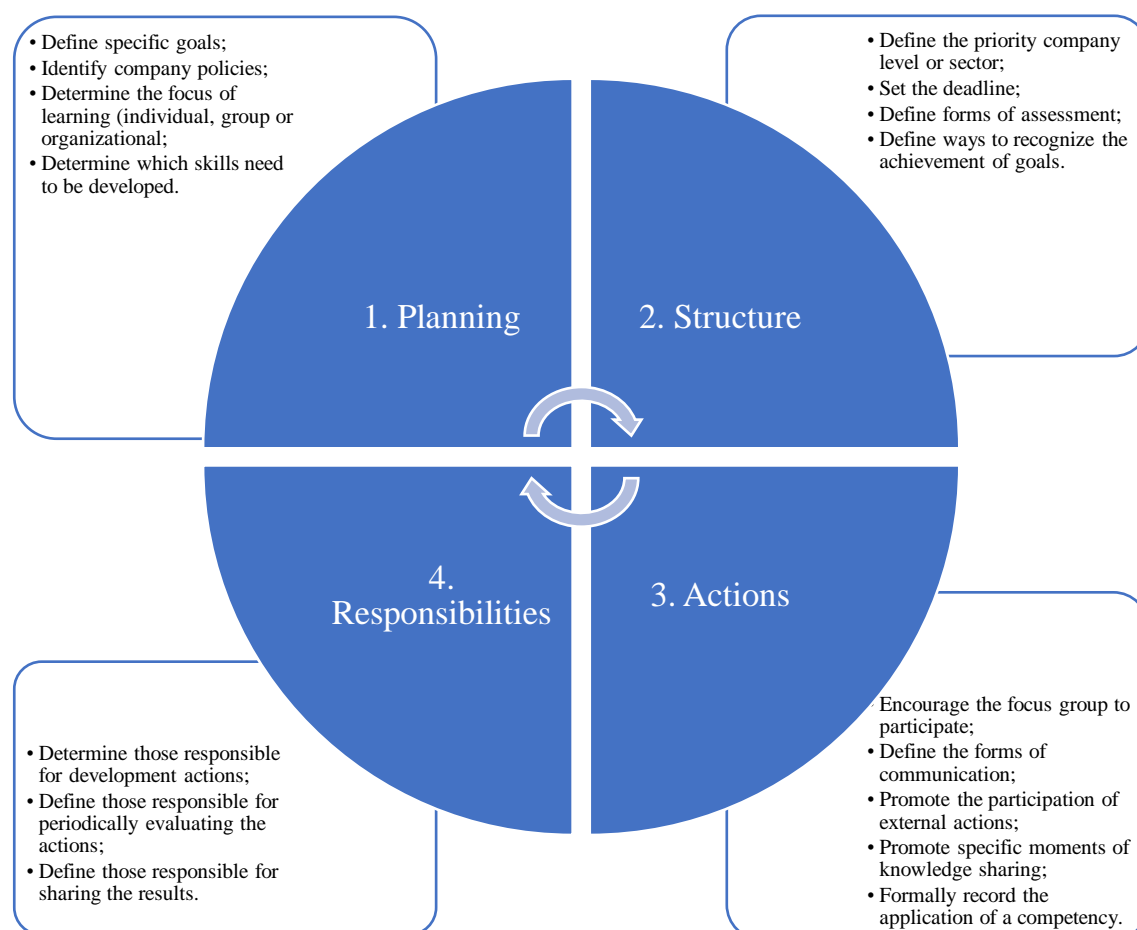 • Define specific goals;
• Identify company policies;
• Determine the focus of
learning (individual, group or
organizational;
• Determine which skills need
to be developed.
• Define the priority company
level or sector;
• Set the deadline;
• Define forms of assessment;
• Define ways to recognize the
achievement of goals.
1. Planning
2. Structure
4.
Responsibilities
3. Actions
• Determine those responsible
for development actions;
• Define those responsible for
periodically evaluating the
actions;
• Define those responsible for
sharing the results.
• Encourage the focus group to
participate;
• Define the forms of
communication;
• Promote the participation of
external actions;
• Promote specific moments of
knowledge sharing;
• Formally record the
application of a competency.